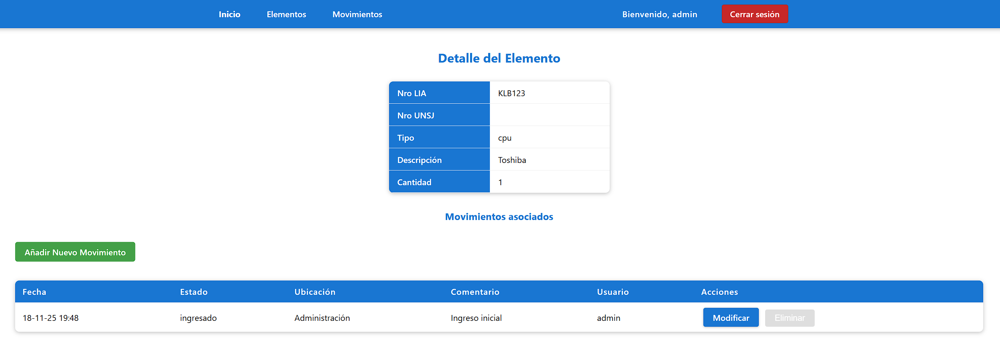 Inicio Elementos Movimientos Bienvenido, admin Cerrar sesión
Detalle del Elemento
Nro LIA KLB123
Nro UNSJ
Tipo cpu
Descripción Toshiba
Cantidad 1
Movimientos asociados
Añadir Nuevo Movimiento
Fecha Estado Ubicación Comentario Usuario Acciones
18-11-25 19:48 ingresado Administración Ingreso inicial admin Modificar Eliminar